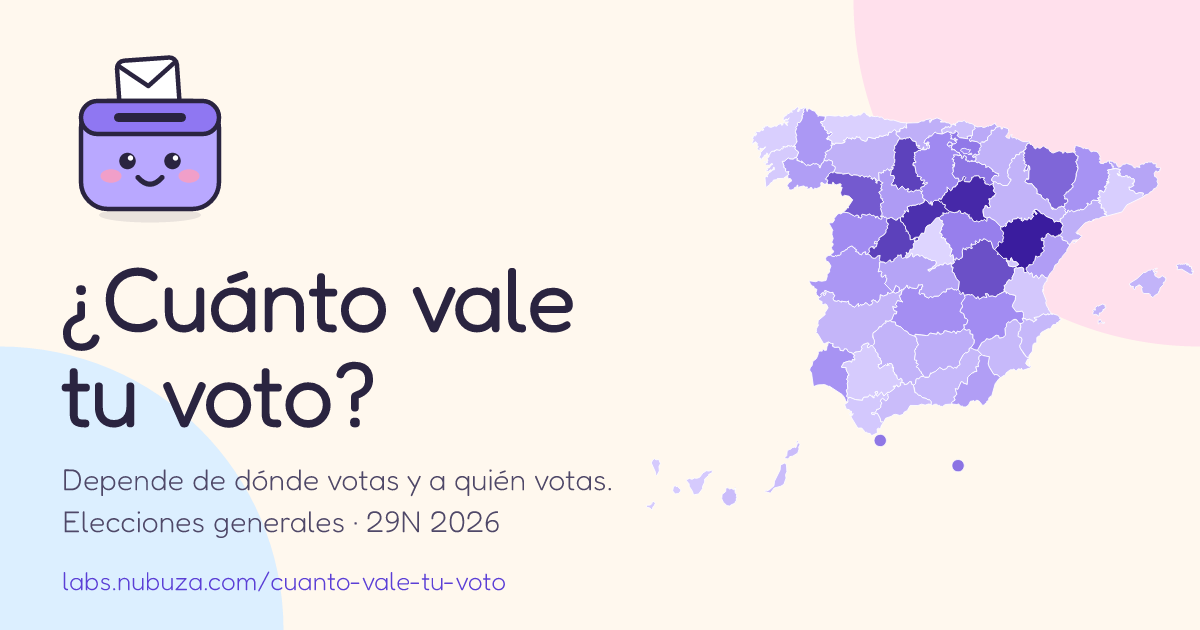 ¿Cuánto vale
tu voto?
Depende de dónde votas y a quién votas.
Elecciones generales · 29N 2026
labs.nubuza.com/cuanto-vale-tu-voto